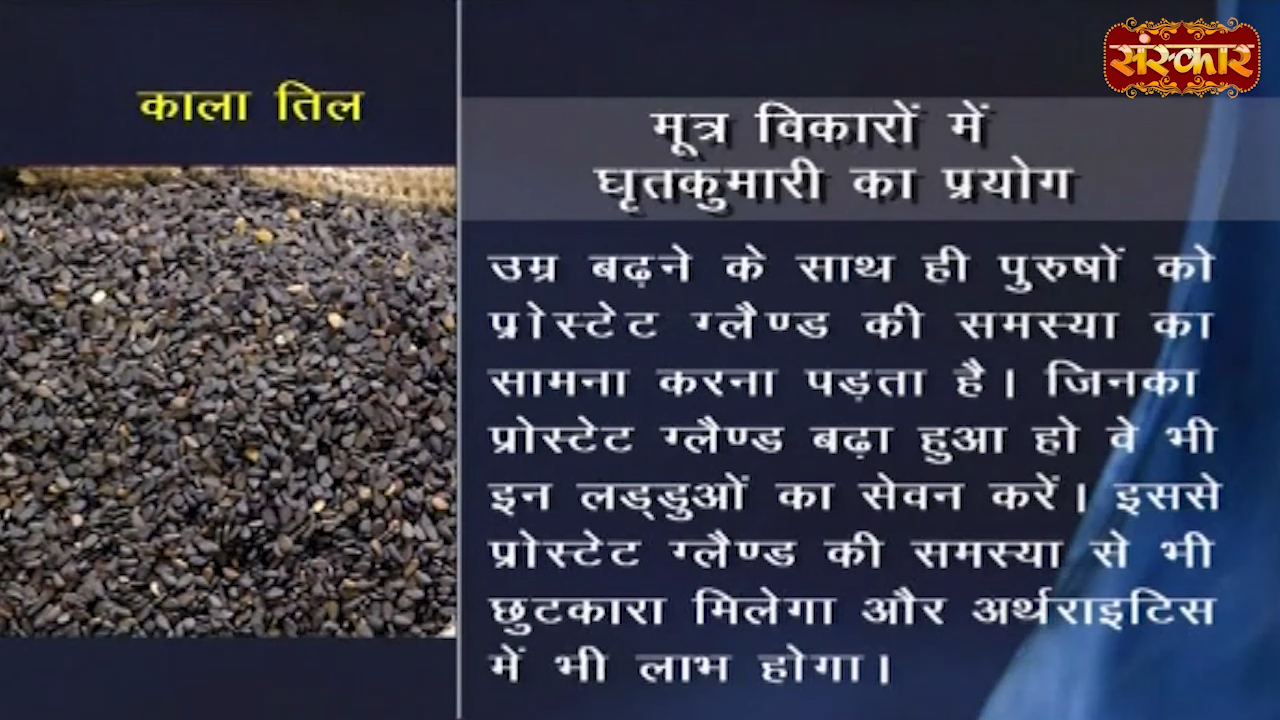 संस्कार
काला तिल
मूत्र विकारों में
घृतकुमारी का प्रयोग
उम्र बढ़ने के साथ ही पुरुषों को
प्रोस्टेट ग्लैण्ड की समस्या का
सामना करना पड़ता है। जिनका
प्रोस्टेट ग्लैण्ड बढ़ा हुआ हो वे भी
इन लड्डुओं का सेवन करें। इससे
प्रोस्टेट ग्लैण्ड की समस्या से भी
छुटकारा मिलेगा और अर्थराइटिस
में भी लाभ होगा।